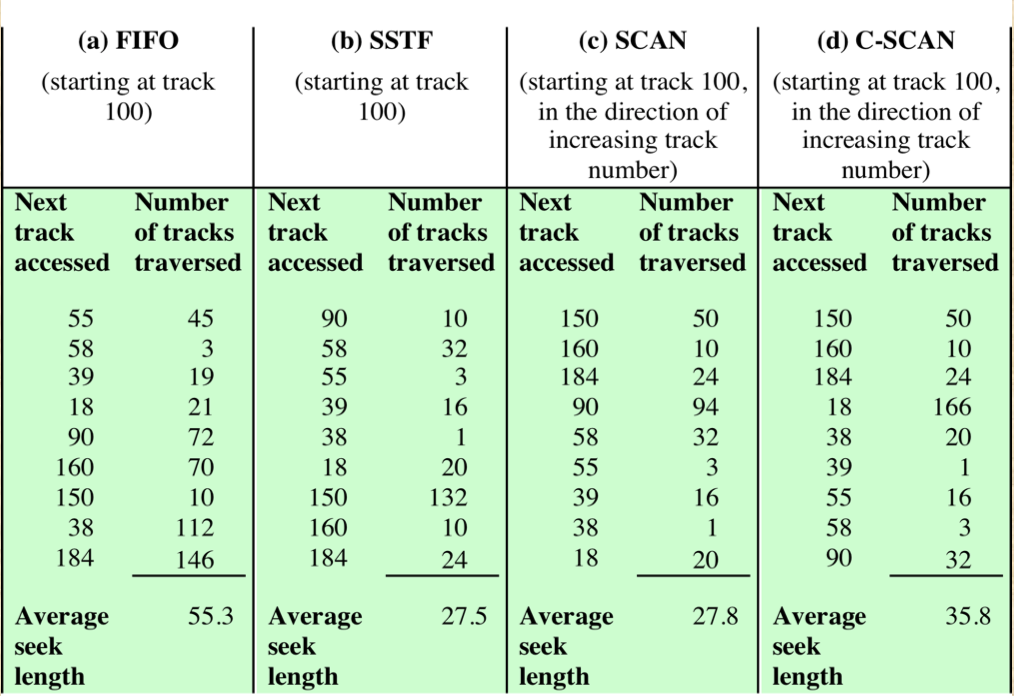 (a) FIFO (b) SSTF (c) SCAN (d) C-SCAN
(starting at track (starting at track (starting at track 100, (starting at track 100,
100) 100) in the direction of in the direction of
increasing track increasing track
number) number)
Next Number Next Number Next Number Next Number
track of tracks track of tracks track of tracks track of tracks
accessed traversed accessed traversed accessed traversed accessed traversed
55 45 90 10 150 50 150 50
58 3 58 32 160 10 160 10
39 19 55 3 184 24 184 24
18 21 39 16 90 94 18 166
90 72 38 1 58 32 38 20
160 70 18 20 55 3 39 1
150 10 150 132 39 16 55 16
38 112 160 10 38 1 58 3
184 146 184 24 18 20 90 32
Average 55.3 Average 27.5 Average 27.8 Average 35.8
seek seek seek seek
length length length length